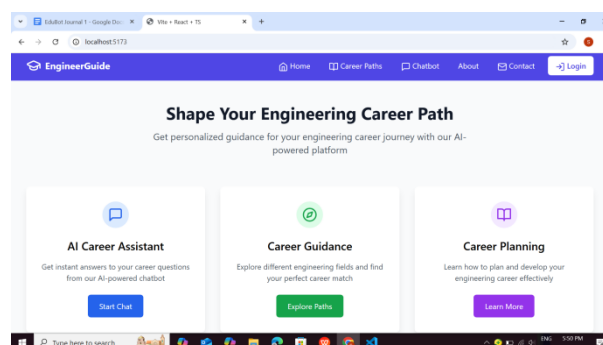 EduBot Journal 1 - Google Doc
Vite + React + TS
localhost:5173
EngineerGuide
Home
Career Paths
Chatbot
About
Contact
Login
Shape Your Engineering Career Path
Get personalized guidance for your engineering career journey with our AI-
powered platform
AI Career Assistant
Get instant answers to your career questions
from our AI-powered chatbot
Start Chat
Career Guidance
Explore different engineering fields and find
your perfect career match
Explore Paths
Career Planning
Learn how to plan and develop your
engineering career effectively
Learn More
Type here to search
ENG
5:50 PM